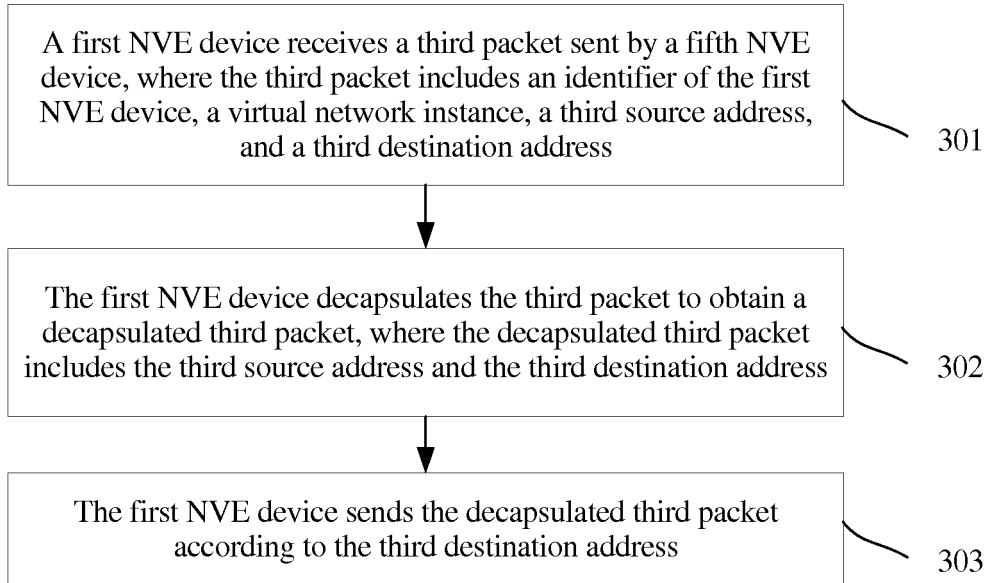 A first NVE device receives a third packet sent by a fifth NVE
device, where the third packet includes an identifier of the first
NVE device, a virtual network instance, a third source address,
and a third destination address
301
The first NVE device decapsulates the third packet to obtain a
decapsulated third packet, where the decapsulated third packet
includes the third source address and the third destination address
302
The first NVE device sends the decapsulated third packet
according to the third destination address
303